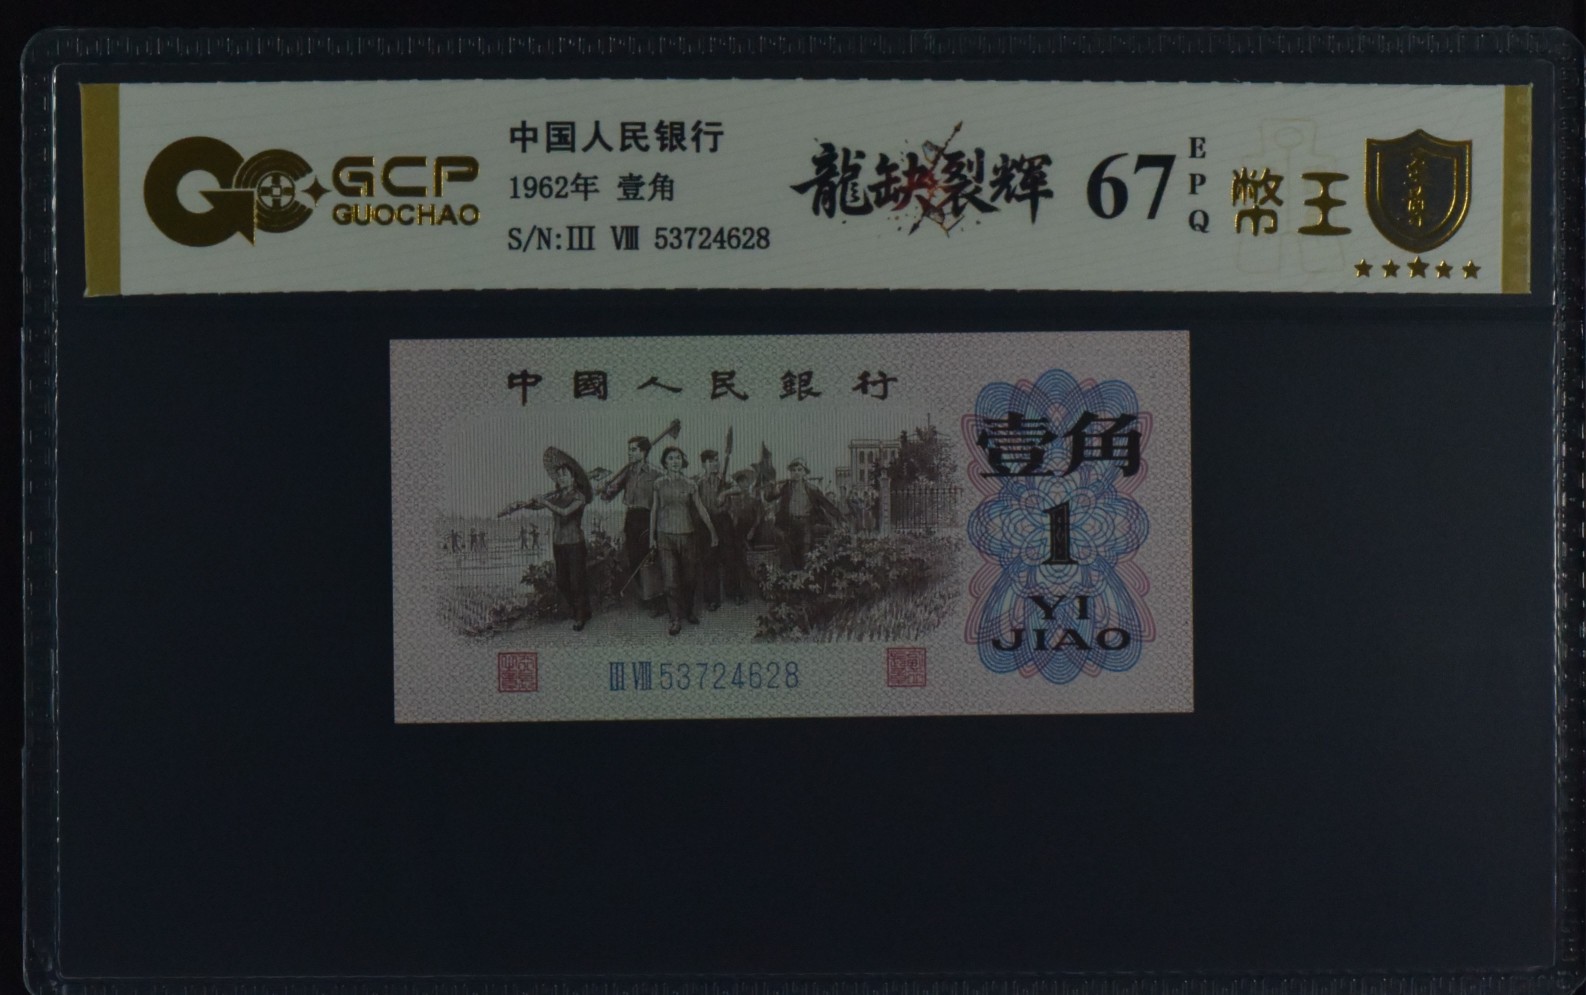 GCP
GUOCHAO
中国人民银行
1962年 壹角
S/N:III VIII 53724628
龍缺裂辉
67
EPQ
幣王
中國人民銀行
壹角
1
YI
JIAO
III VIII 53724628